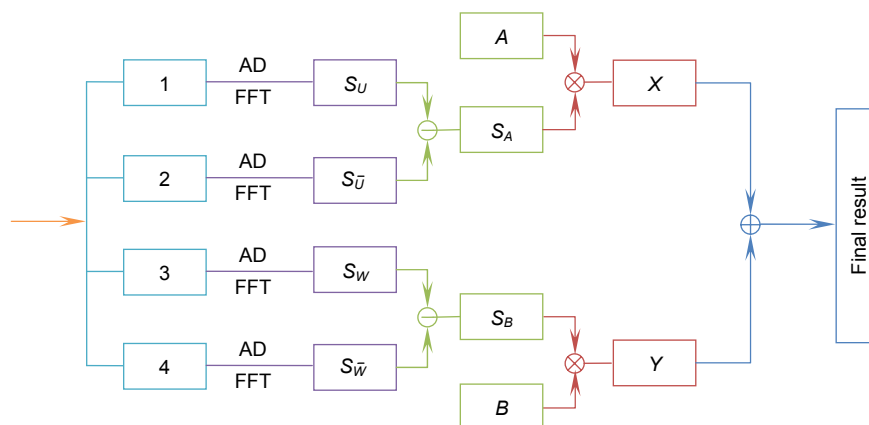 A
1
AD
FFT
S_U
X
S_A
2
AD
FFT
S_Ū
Final result
3
AD
FFT
S_W
S_B
4
AD
FFT
S_W̄
Y
B